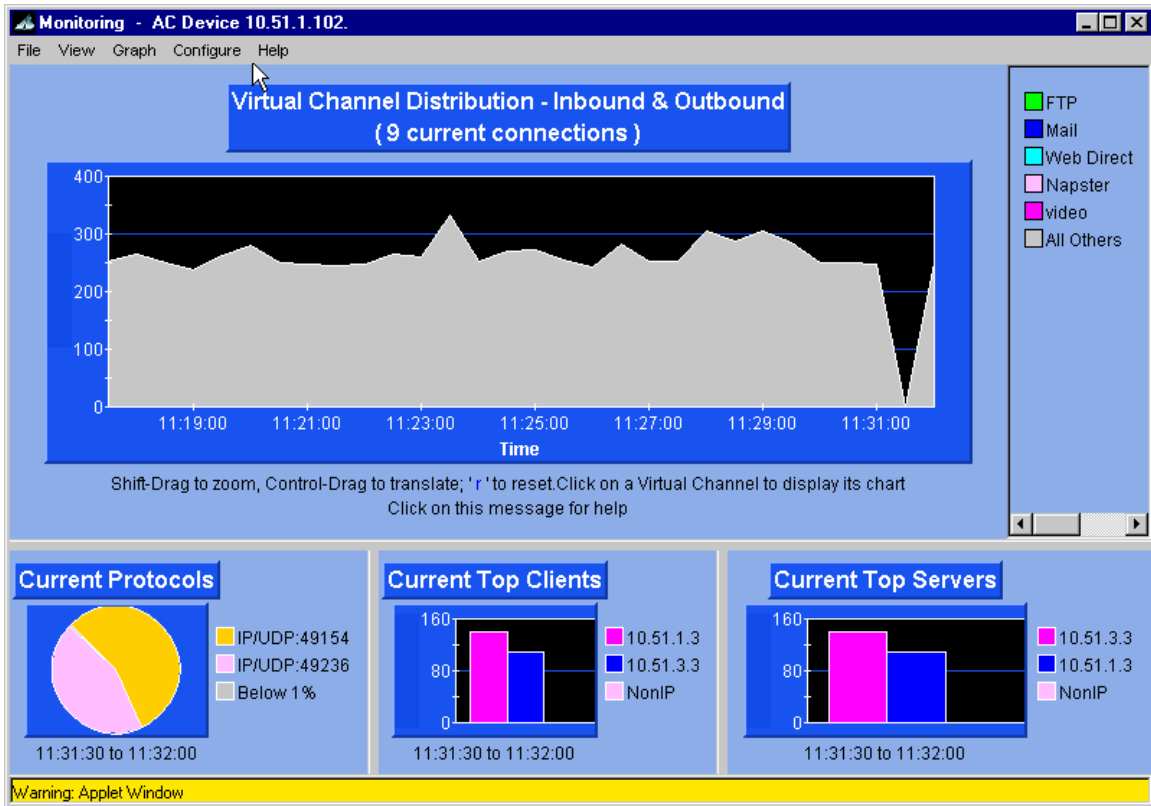 Monitoring - AC Device 10.51.1.102.
File View Graph Configure Help
Virtual Channel Distribution - Inbound & Outbound
( 9 current connections )
400
300
200
100
0
11:19:00 11:21:00 11:23:00 11:25:00 11:27:00 11:29:00 11:31:00
Time
Shift-Drag to zoom, Control-Drag to translate; ' r ' to reset.Click on a Virtual Channel to display its chart
Click on this message for help
FTP
Mail
Web Direct
Napster
video
All Others
Current Protocols
IP/UDP:49154
IP/UDP:49236
Below 1%
11:31:30 to 11:32:00
Current Top Clients
160
80
0
10.51.1.3
10.51.3.3
NonIP
11:31:30 to 11:32:00
Current Top Servers
160
80
0
10.51.3.3
10.51.1.3
NonIP
11:31:30 to 11:32:00
Warning: Applet Window